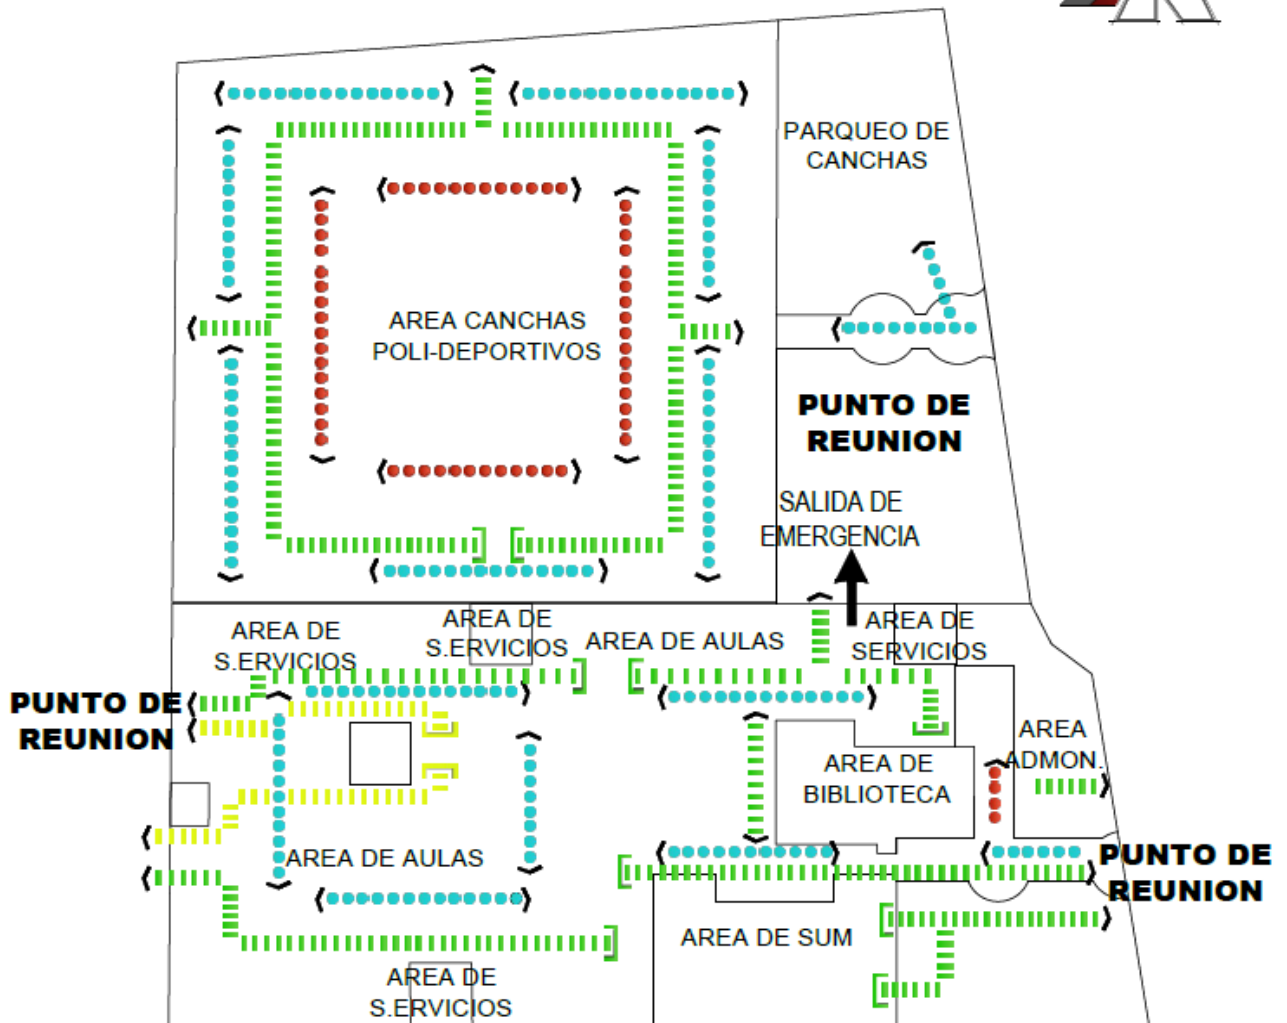 PARQUEO DE
CANCHAS
AREA CANCHAS
POLI-DEPORTIVOS
PUNTO DE
REUNION
SALIDA DE
EMERGENCIA
AREA DE
S.ERVICIOS
AREA DE
S.ERVICIOS
AREA DE AULAS
AREA DE
SERVICIOS
PUNTO DE
REUNION
AREA
ADMON.
AREA DE
BIBLIOTECA
AREA DE AULAS
PUNTO DE
REUNION
AREA DE SUM
AREA DE
S.ERVICIOS